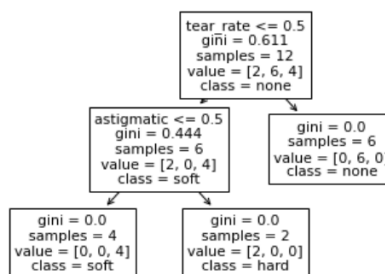 tear_rate <= 0.5
gini = 0.611
samples = 12
value = [2, 6, 4]
class = none
astigmatic <= 0.5
gini = 0.444
samples = 6
value = [2, 0, 4]
class = soft
gini = 0.0
samples = 6
value = [0, 6, 0]
class = none
gini = 0.0
samples = 4
value = [0, 0, 4]
class = soft
gini = 0.0
samples = 2
value = [2, 0, 0]
class = hard